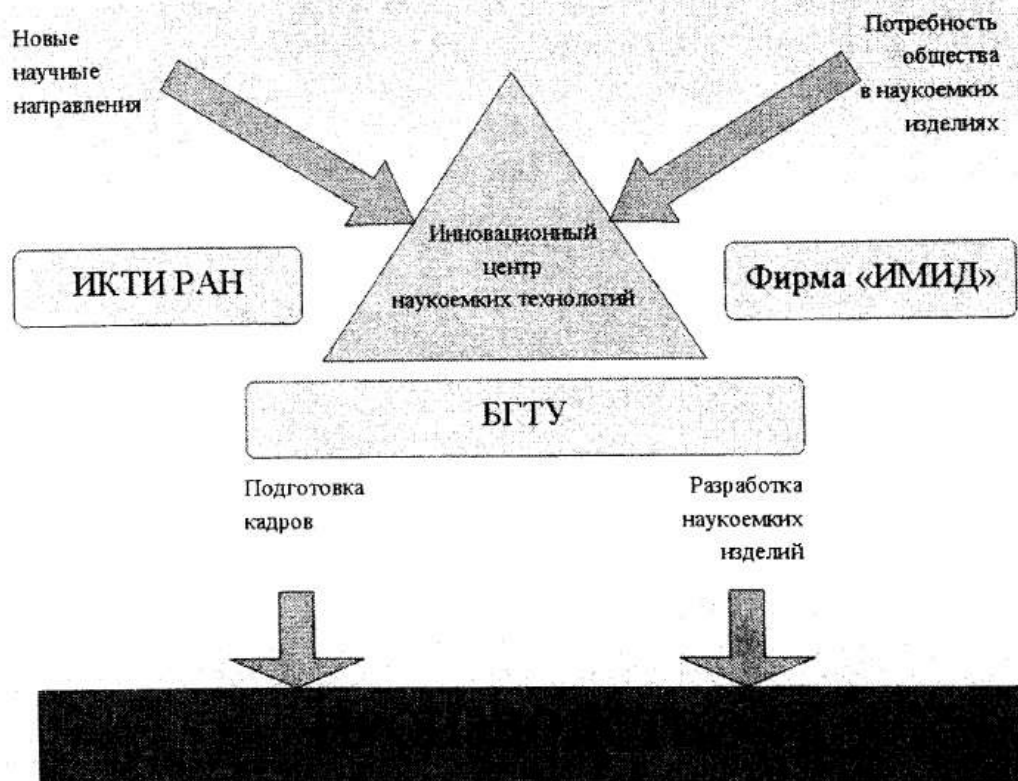 Новые
научные
направления
Потребность
общества
в наукоемких
изделиях
Инновационный
центр
наукоемких технологий
ИКТИ РАН
Фирма «ИМИД»
БГТУ
Подготовка
кадров
Разработка
наукоемких
изделий